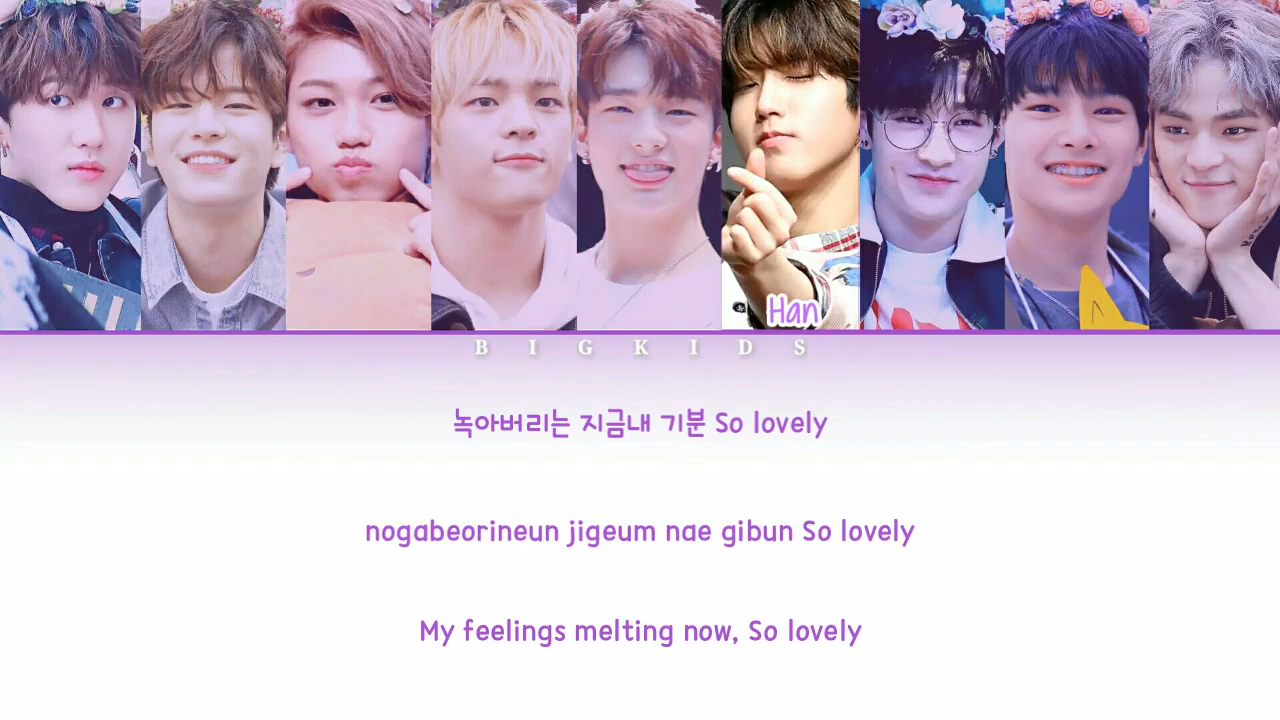 Han
B I G K I D S
녹아버리는 지금내 기분 So lovely
nogabeorineun jigeum nae gibun So lovely
My feelings melting now, So lovely